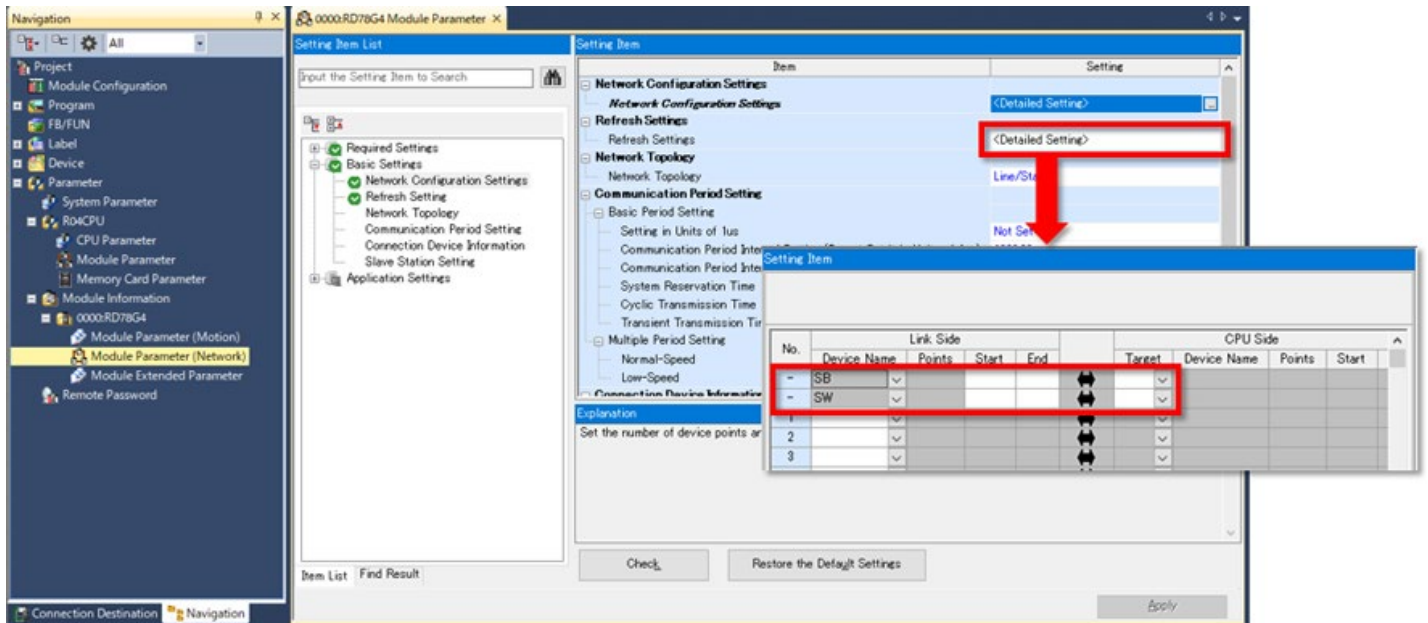 Navigation
All
Project
Module Configuration
Program
FB/FUN
Label
Device
Parameter
System Parameter
R04CPU
CPU Parameter
Module Parameter
Memory Card Parameter
Module Information
0000:RD78G4
Module Parameter (Motion)
Module Parameter (Network)
Module Extended Parameter
Remote Password
Connection Destination Navigation
0000:RD78G4 Module Parameter
Setting Item List
Input the Setting Item to Search
Required Settings
Basic Settings
Network Configuration Settings
Refresh Setting
Network Topology
Communication Period Setting
Connection Device Information
Slave Station Setting
Application Settings
Item List Find Result
Setting Item
Item Setting
Network Configuration Settings
Network Configuration Settings <Detailed Setting>
Refresh Settings
Refresh Settings <Detailed Setting>
Network Topology
Network Topology Line/Sta
Communication Period Setting
Basic Period Setting
Setting in Units of 1us Not Set
Communication Period Inter
Communication Period Inte
System Reservation Time
Cyclic Transmission Time
Transient Transmission Tim
Multiple Period Setting
Normal-Speed
Low-Speed
Connection Device Information
Explanation
Set the number of device points ar
Check
Restore the Default Settings
Apply
Setting Item
No. Link Side CPU Side
Device Name Points Start End Target Device Name Points Start
- SB
- SW
1
2
3